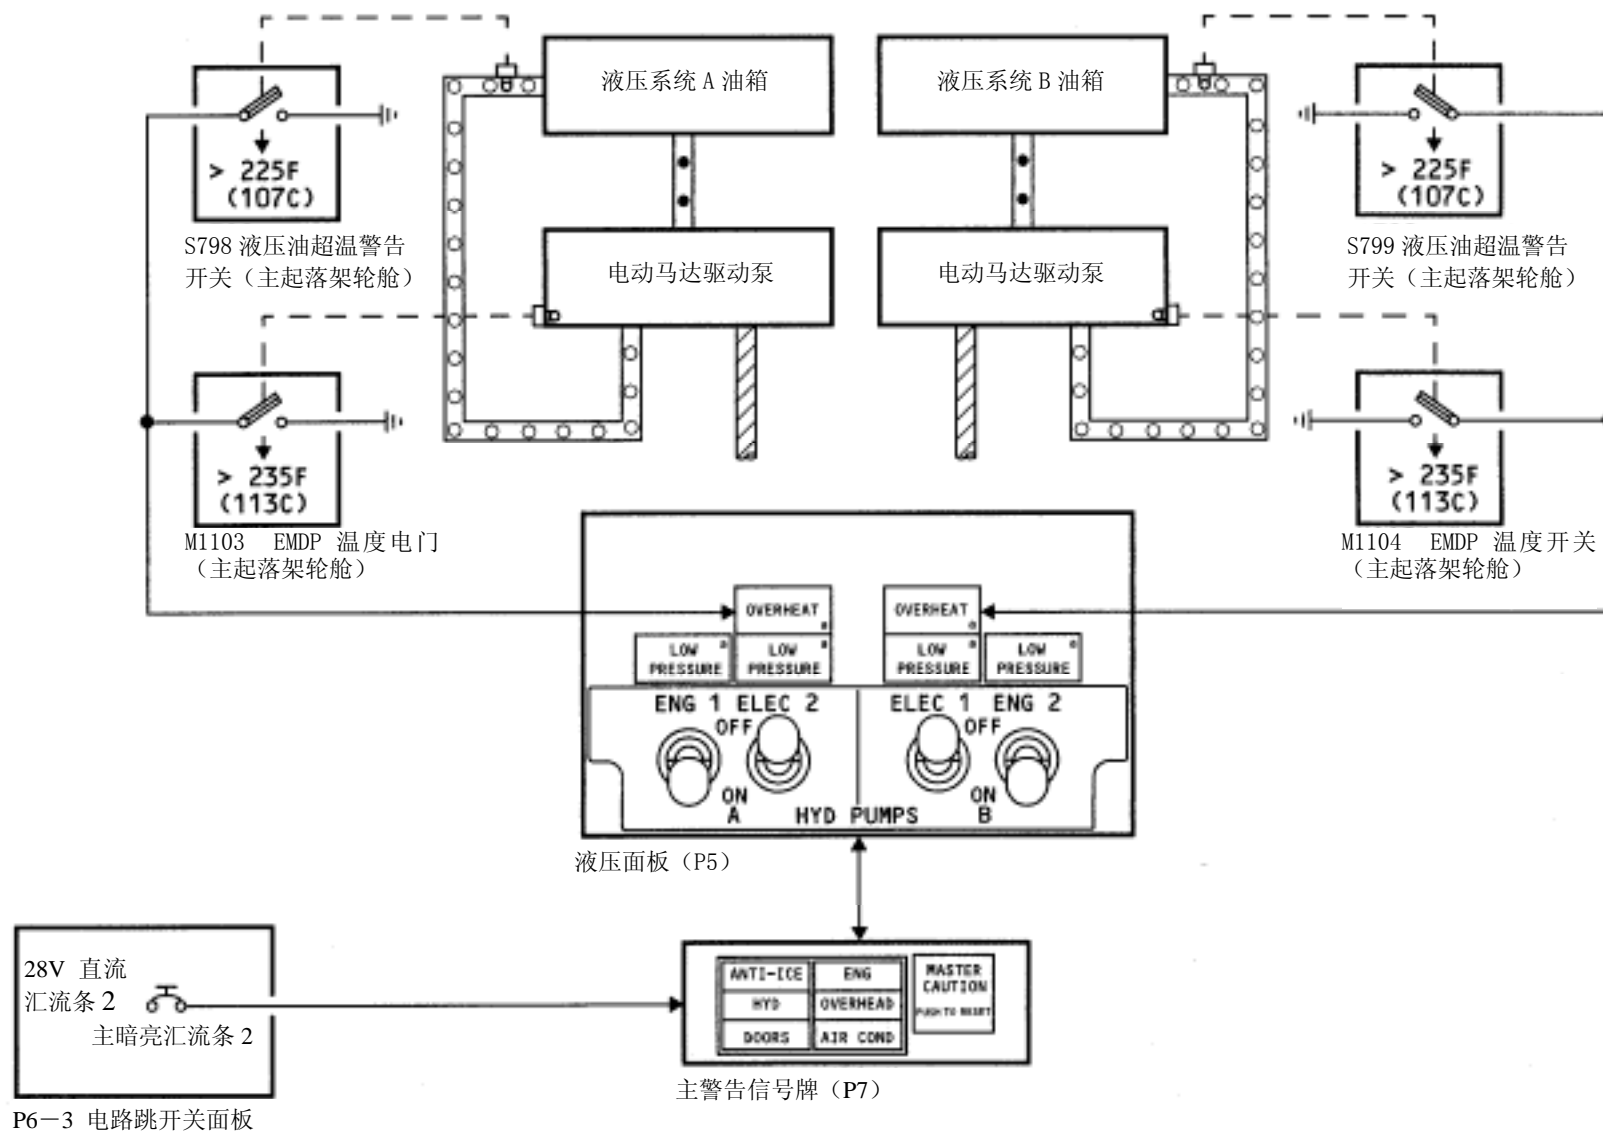 液压系统 A 油箱
液压系统 B 油箱
> 225F
(107C)
> 225F
(107C)
S798 液压油超温警告
开关（主起落架轮舱）
电动马达驱动泵
电动马达驱动泵
S799 液压油超温警告
开关（主起落架轮舱）
> 235F
(113C)
> 235F
(113C)
M1103 EMDP 温度电门
（主起落架轮舱）
M1104 EMDP 温度开关
（主起落架轮舱）
OVERHEAT
OVERHEAT
LOW
PRESSURE
LOW
PRESSURE
LOW
PRESSURE
LOW
PRESSURE
ENG 1 ELEC 2
ELEC 1 ENG 2
OFF
OFF
ON
ON
A HYD PUMPS B
液压面板（P5）
28V 直流
汇流条 2
主暗亮汇流条 2
ANTI-ICE ENG
HYD OVERHEAD
DOORS AIR COND
MASTER
CAUTION
PUSH TO RESET
主警告信号牌（P7）
P6－3 电路跳开关面板